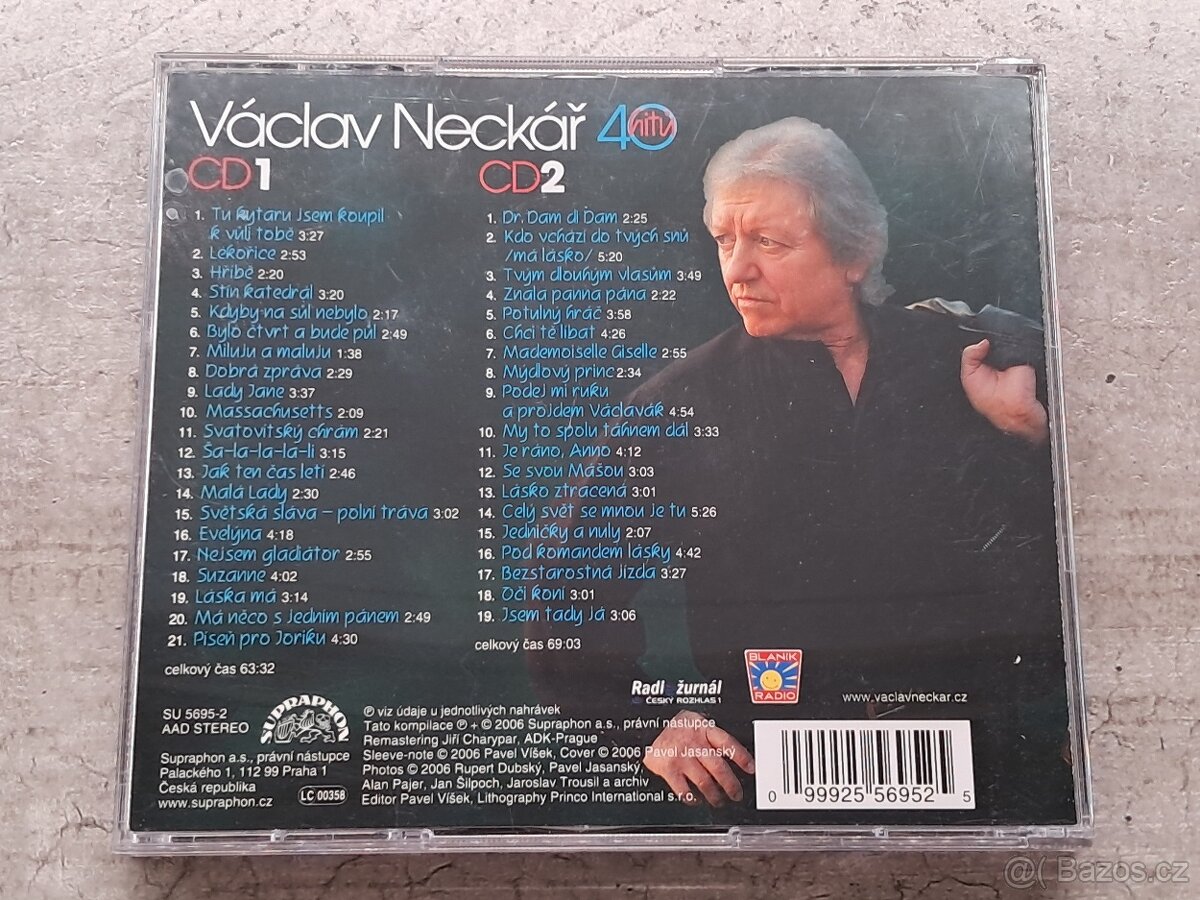 Václav Neckář 40 hitů
CD1
1. Tu kytaru jsem koupil
k vůli tobě 3:27
2. Lékořice 2:53
3. Hříbě 2:20
4. Stín katedrál 3:20
5. Kdyby na sůl nebylo 2:17
6. Bylo čtvrt a bude půl 2:49
7. Miluju a maluju 1:38
8. Dobrá zpráva 2:29
9. Lady Jane 3:37
10. Massachusetts 2:09
11. Svatovítský chrám 2:21
12. Ša-la-la-la-li 3:15
13. Jak ten čas letí 2:46
14. Malá Lady 2:30
15. Světská sláva – polní tráva 3:02
16. Evelýna 4:18
17. Nejsem gladiátor 2:55
18. Suzanne 4:02
19. Láska má 3:14
20. Má něco s jedním pánem 2:49
21. Píseň pro Joriku 4:30
celkový čas 63:32
CD2
1. Dr. Dam di Dam 2:25
2. Kdo vchází do tvých snů
/má lásko/ 5:20
3. Tvým dlouhým vlasům 3:49
4. Znala panna pána 2:22
5. Potulný hráč 3:58
6. Chci tě líbat 4:26
7. Mademoiselle Giselle 2:55
8. Mýdlový princ 2:34
9. Podej mi ruku
a projdem Václavák 4:54
10. My to spolu táhnem dál 3:33
11. Je ráno, Anno 4:12
12. Se svou Mášou 3:03
13. Lásko ztracená 3:01
14. Celý svět se mnou je tu 5:26
15. Jedničky a nuly 2:07
16. Pod komandem lásky 4:42
17. Bezstarostná jízda 3:27
18. Oči koní 3:01
19. Jsem tady já 3:06
celkový čas 69:03
SU 5695-2
AAD STEREO
SUPRAPHON
Supraphon a.s., právní nástupce
Palackého 1, 112 99 Praha 1
Česká republika
www.supraphon.cz
LC 00358
℗ viz údaje u jednotlivých nahrávek
Tato kompilace ℗ + © 2006 Supraphon a.s., právní nástupce
Remastering Jiří Charypar, ADK-Prague
Sleeve-note © 2006 Pavel Víšek, Cover © 2006 Pavel Jasanský
Photos © 2006 Rupert Dubský, Pavel Jasanský,
Alan Pajer, Jan Šilpoch, Jaroslav Trousil a archiv
Editor Pavel Víšek, Lithography Princo International s.r.o.
Radiožurnál
ČESKÝ ROZHLAS 1
BLANÍK
RADIO
www.vaclavneckar.cz
0 99925 56952 5
@( Bazos.cz